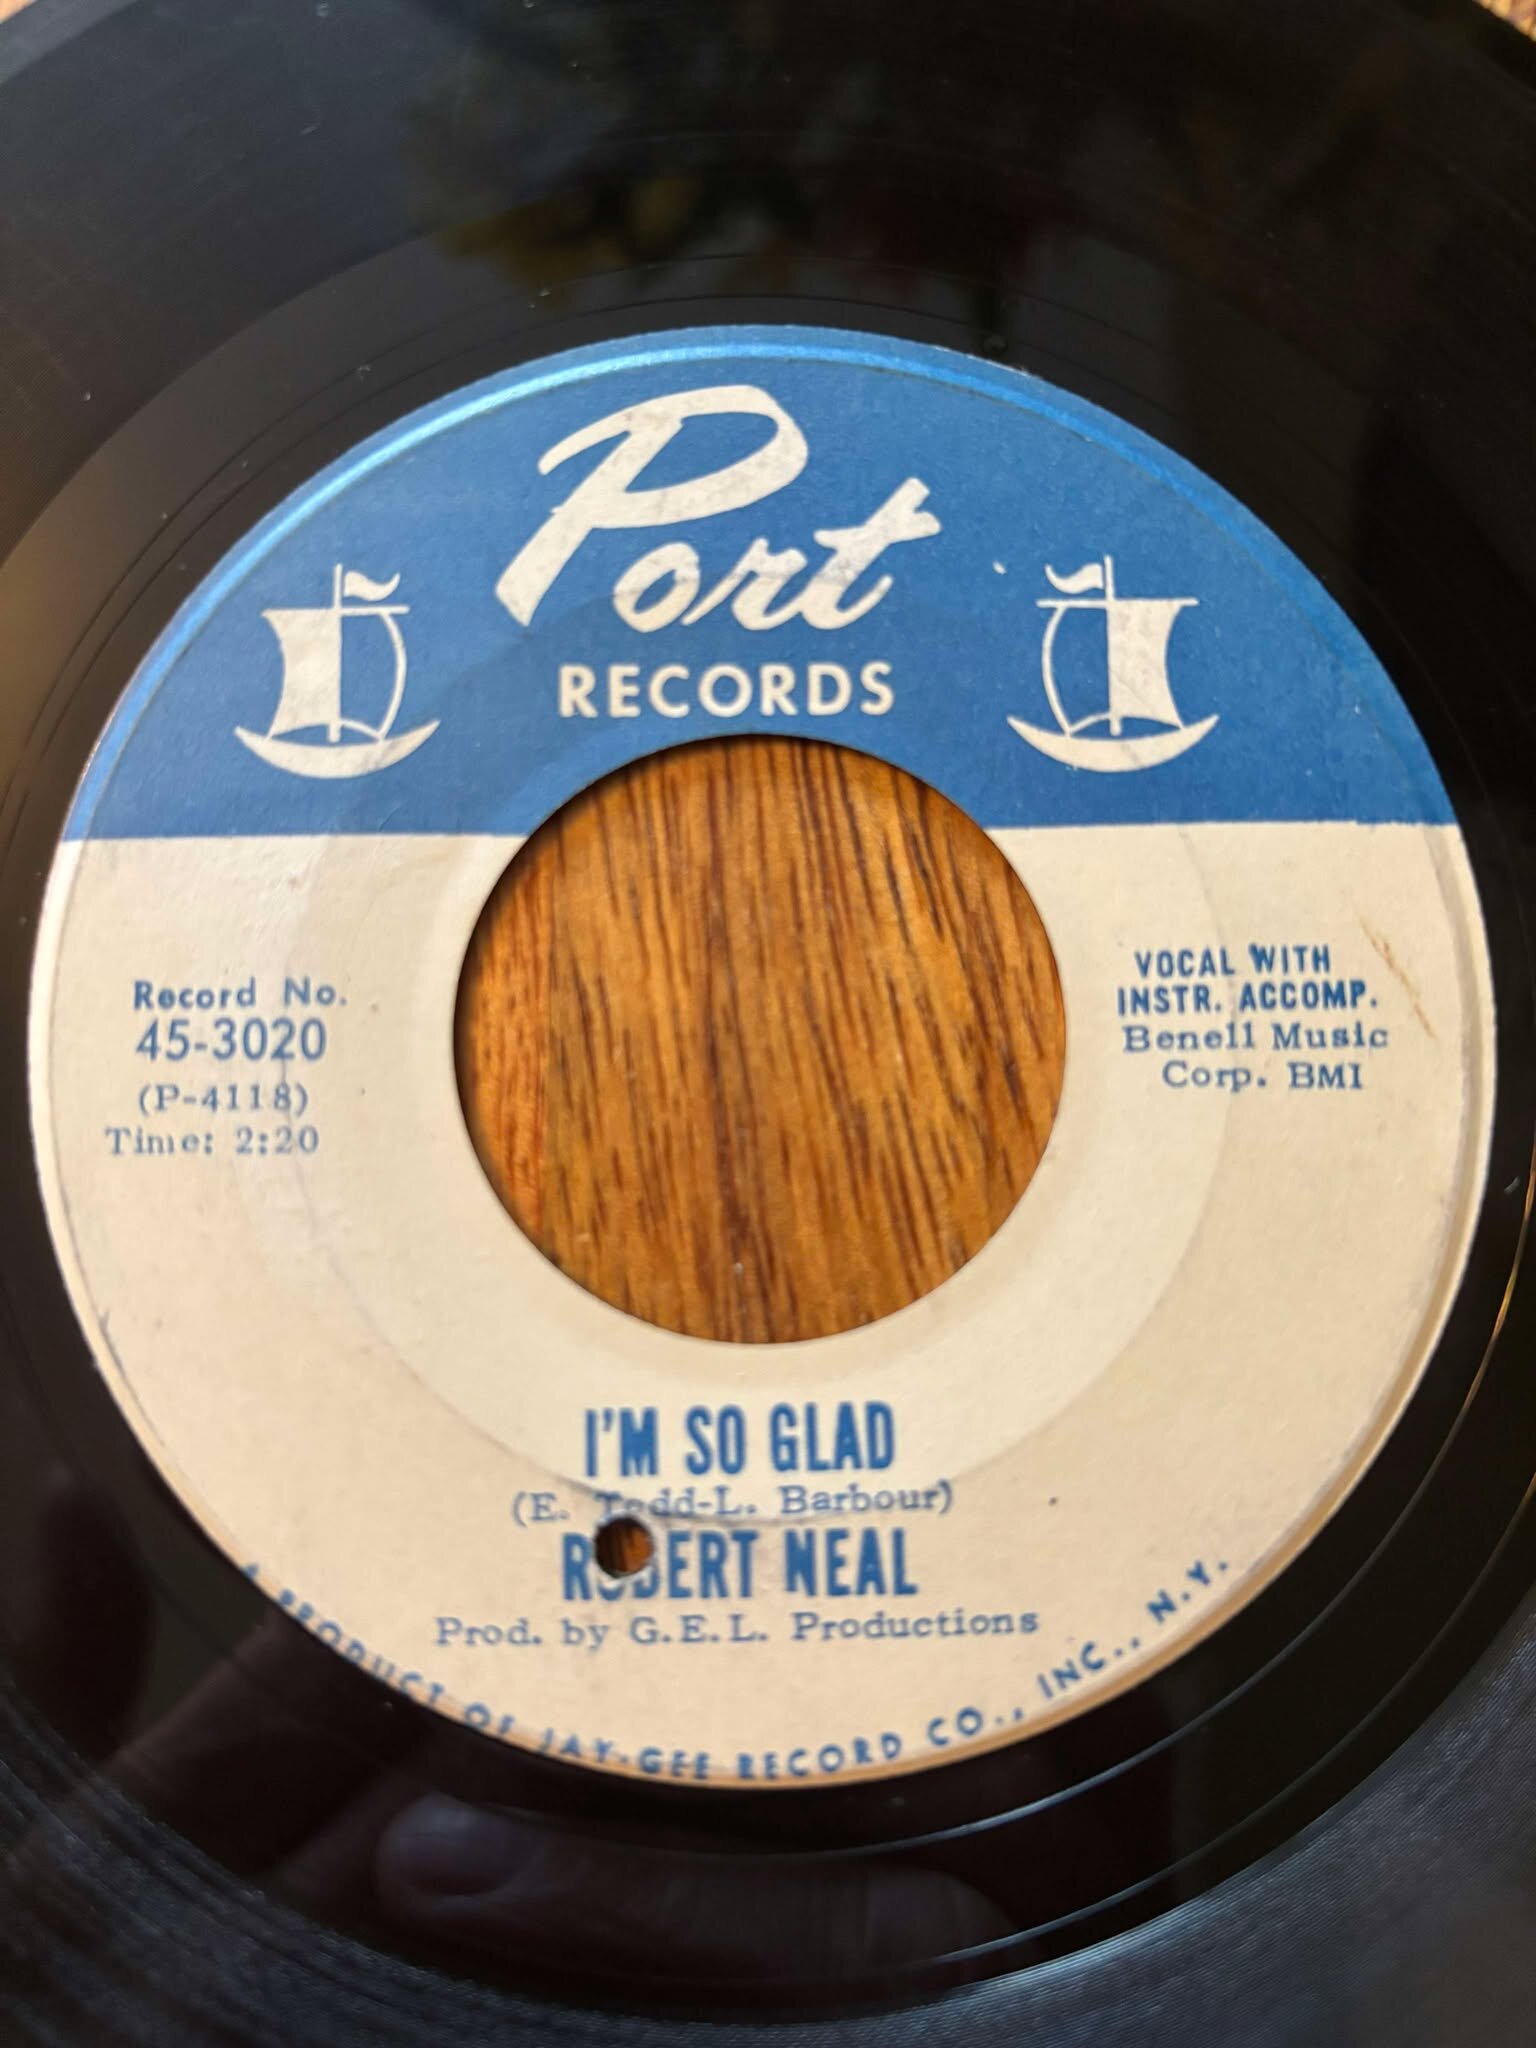 Port
RECORDS
Record No.
45-3020
(P-4118)
Time: 2:20
VOCAL WITH
INSTR. ACCOMP.
Benell Music
Corp. BMI
I'M SO GLAD
(E. Todd-L. Barbour)
ROBERT NEAL
Prod. by G.E.L. Productions
A PRODUCT OF JAY-GEE RECORD CO., INC., N.Y.